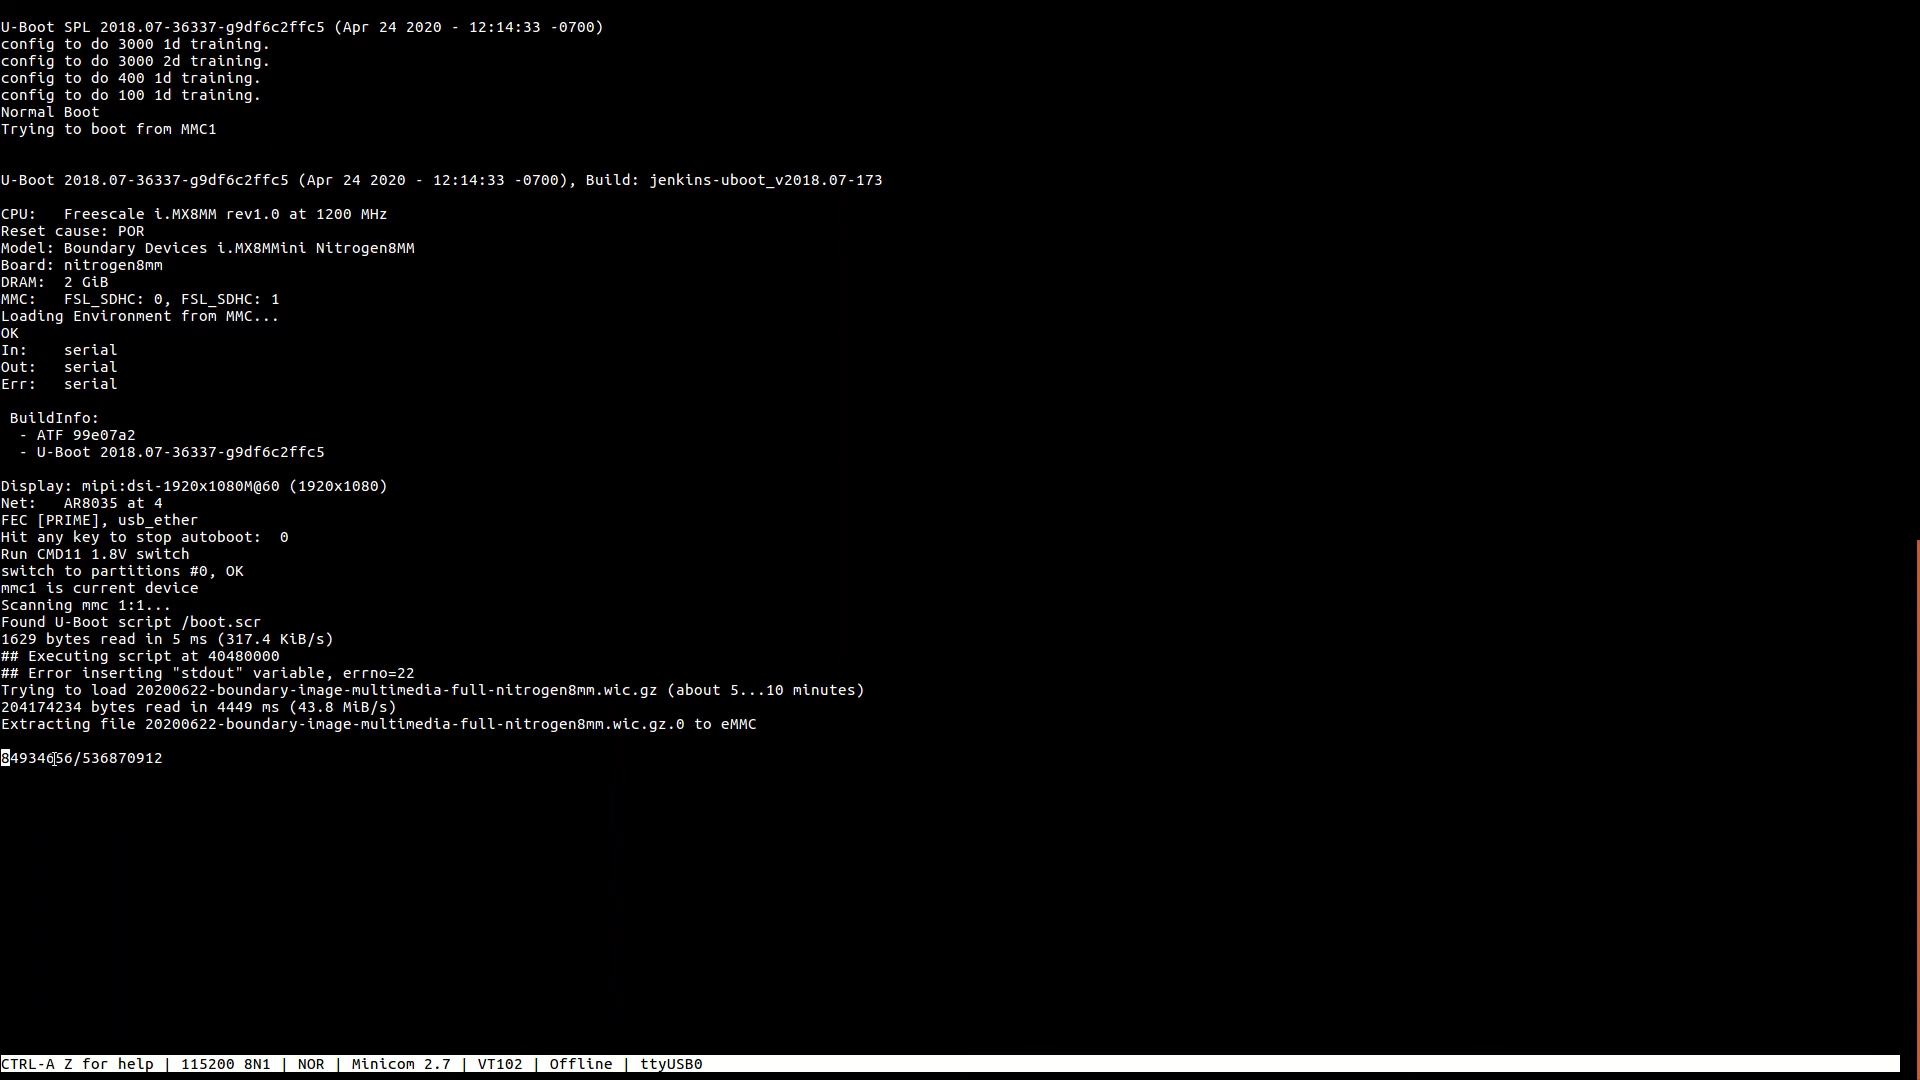 U-Boot SPL 2018.07-36337-g9df6c2ffc5 (Apr 24 2020 - 12:14:33 -0700)
config to do 3000 1d training.
config to do 3000 2d training.
config to do 400 1d training.
config to do 100 1d training.
Normal Boot
Trying to boot from MMC1
U-Boot 2018.07-36337-g9df6c2ffc5 (Apr 24 2020 - 12:14:33 -0700), Build: jenkins-uboot_v2018.07-173
CPU:   Freescale i.MX8MM rev1.0 at 1200 MHz
Reset cause: POR
Model: Boundary Devices i.MX8MMini Nitrogen8MM
Board: nitrogen8mm
DRAM:  2 GiB
MMC:   FSL_SDHC: 0, FSL_SDHC: 1
Loading Environment from MMC...
OK
In:    serial
Out:   serial
Err:   serial
BuildInfo:
- ATF 99e07a2
- U-Boot 2018.07-36337-g9df6c2ffc5
Display: mipi:dsi-1920x1080M@60 (1920x1080)
Net:   AR8035 at 4
FEC [PRIME], usb_ether
Hit any key to stop autoboot:  0
Run CMD11 1.8V switch
switch to partitions #0, OK
mmc1 is current device
Scanning mmc 1:1...
Found U-Boot script /boot.scr
1629 bytes read in 5 ms (317.4 KiB/s)
## Executing script at 40480000
## Error inserting "stdout" variable, errno=22
Trying to load 20200622-boundary-image-multimedia-full-nitrogen8mm.wic.gz (about 5...10 minutes)
204174234 bytes read in 4449 ms (43.8 MiB/s)
Extracting file 20200622-boundary-image-multimedia-full-nitrogen8mm.wic.gz.0 to eMMC
84934656/536870912
CTRL-A Z for help | 115200 8N1 | NOR | Minicom 2.7 | VT102 | Offline | ttyUSB0